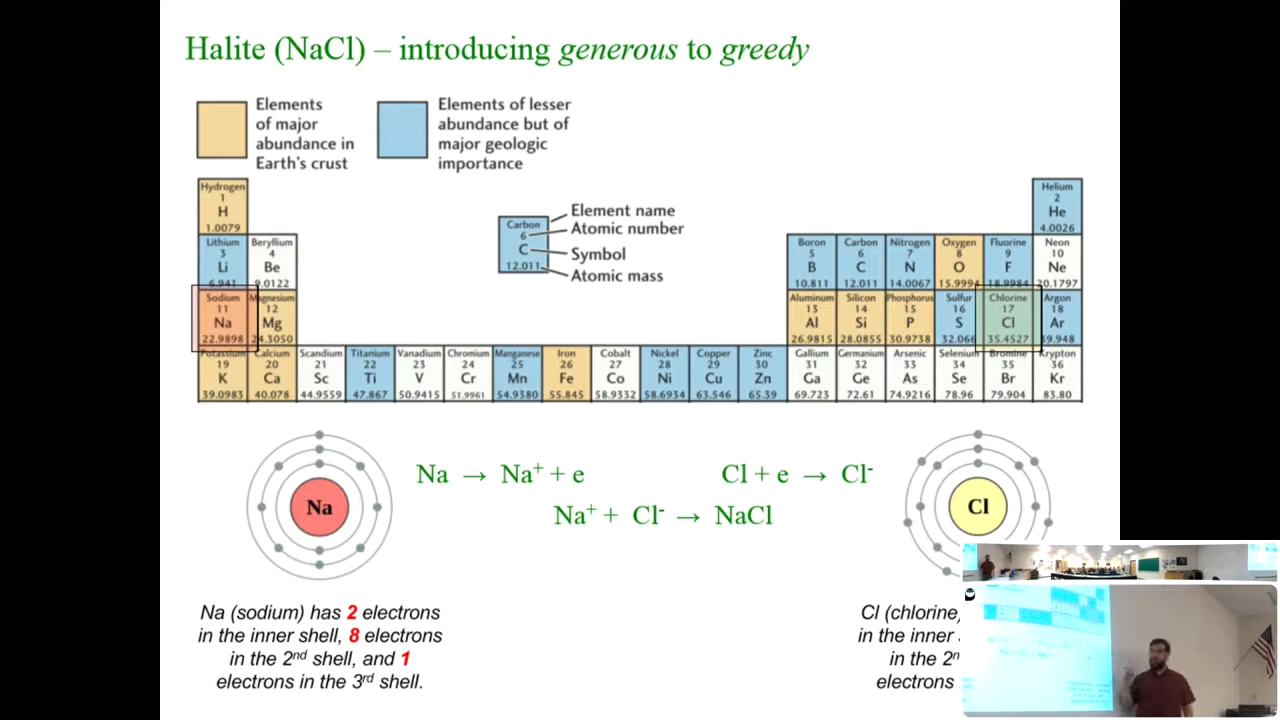 Halite (NaCl) – introducing generous to greedy
Elements
of major
abundance in
Earth's crust
Elements of lesser
abundance but of
major geologic
importance
Element name
Atomic number
Symbol
Atomic mass
Carbon
6
C
12.011
Hydrogen
1
H
1.0079
Helium
2
He
4.0026
Lithium Beryllium Boron Carbon Nitrogen Oxygen Fluorine Neon
3 4 5 6 7 8 9 10
Li Be B C N O F Ne
6.941 9.0122 10.811 12.011 14.0067 15.9994 18.9984 20.1797
Sodium Magnesium Aluminum Silicon Phosphorus Sulfur Chlorine Argon
11 12 13 14 15 16 17 18
Na Mg Al Si P S Cl Ar
22.9898 24.3050 26.9815 28.0855 30.9738 32.066 35.4527 39.948
Potassium Calcium Scandium Titanium Vanadium Chromium Manganese Iron Cobalt Nickel Copper Zinc Gallium Germanium Arsenic Selenium Bromine Krypton
19 20 21 22 23 24 25 26 27 28 29 30 31 32 33 34 35 36
K Ca Sc Ti V Cr Mn Fe Co Ni Cu Zn Ga Ge As Se Br Kr
39.0983 40.078 44.9559 47.867 50.9415 51.9961 54.9380 55.845 58.9332 58.6934 63.546 65.39 69.723 72.61 74.9216 78.96 79.904 83.80
Na → Na⁺ + e
Cl + e → Cl⁻
Na⁺ + Cl⁻ → NaCl
Na
Cl
Na (sodium) has 2 electrons
in the inner shell, 8 electrons
in the 2nd shell, and 1
electrons in the 3rd shell.
Cl (chlorine)
in the inner
in the 2n
electrons